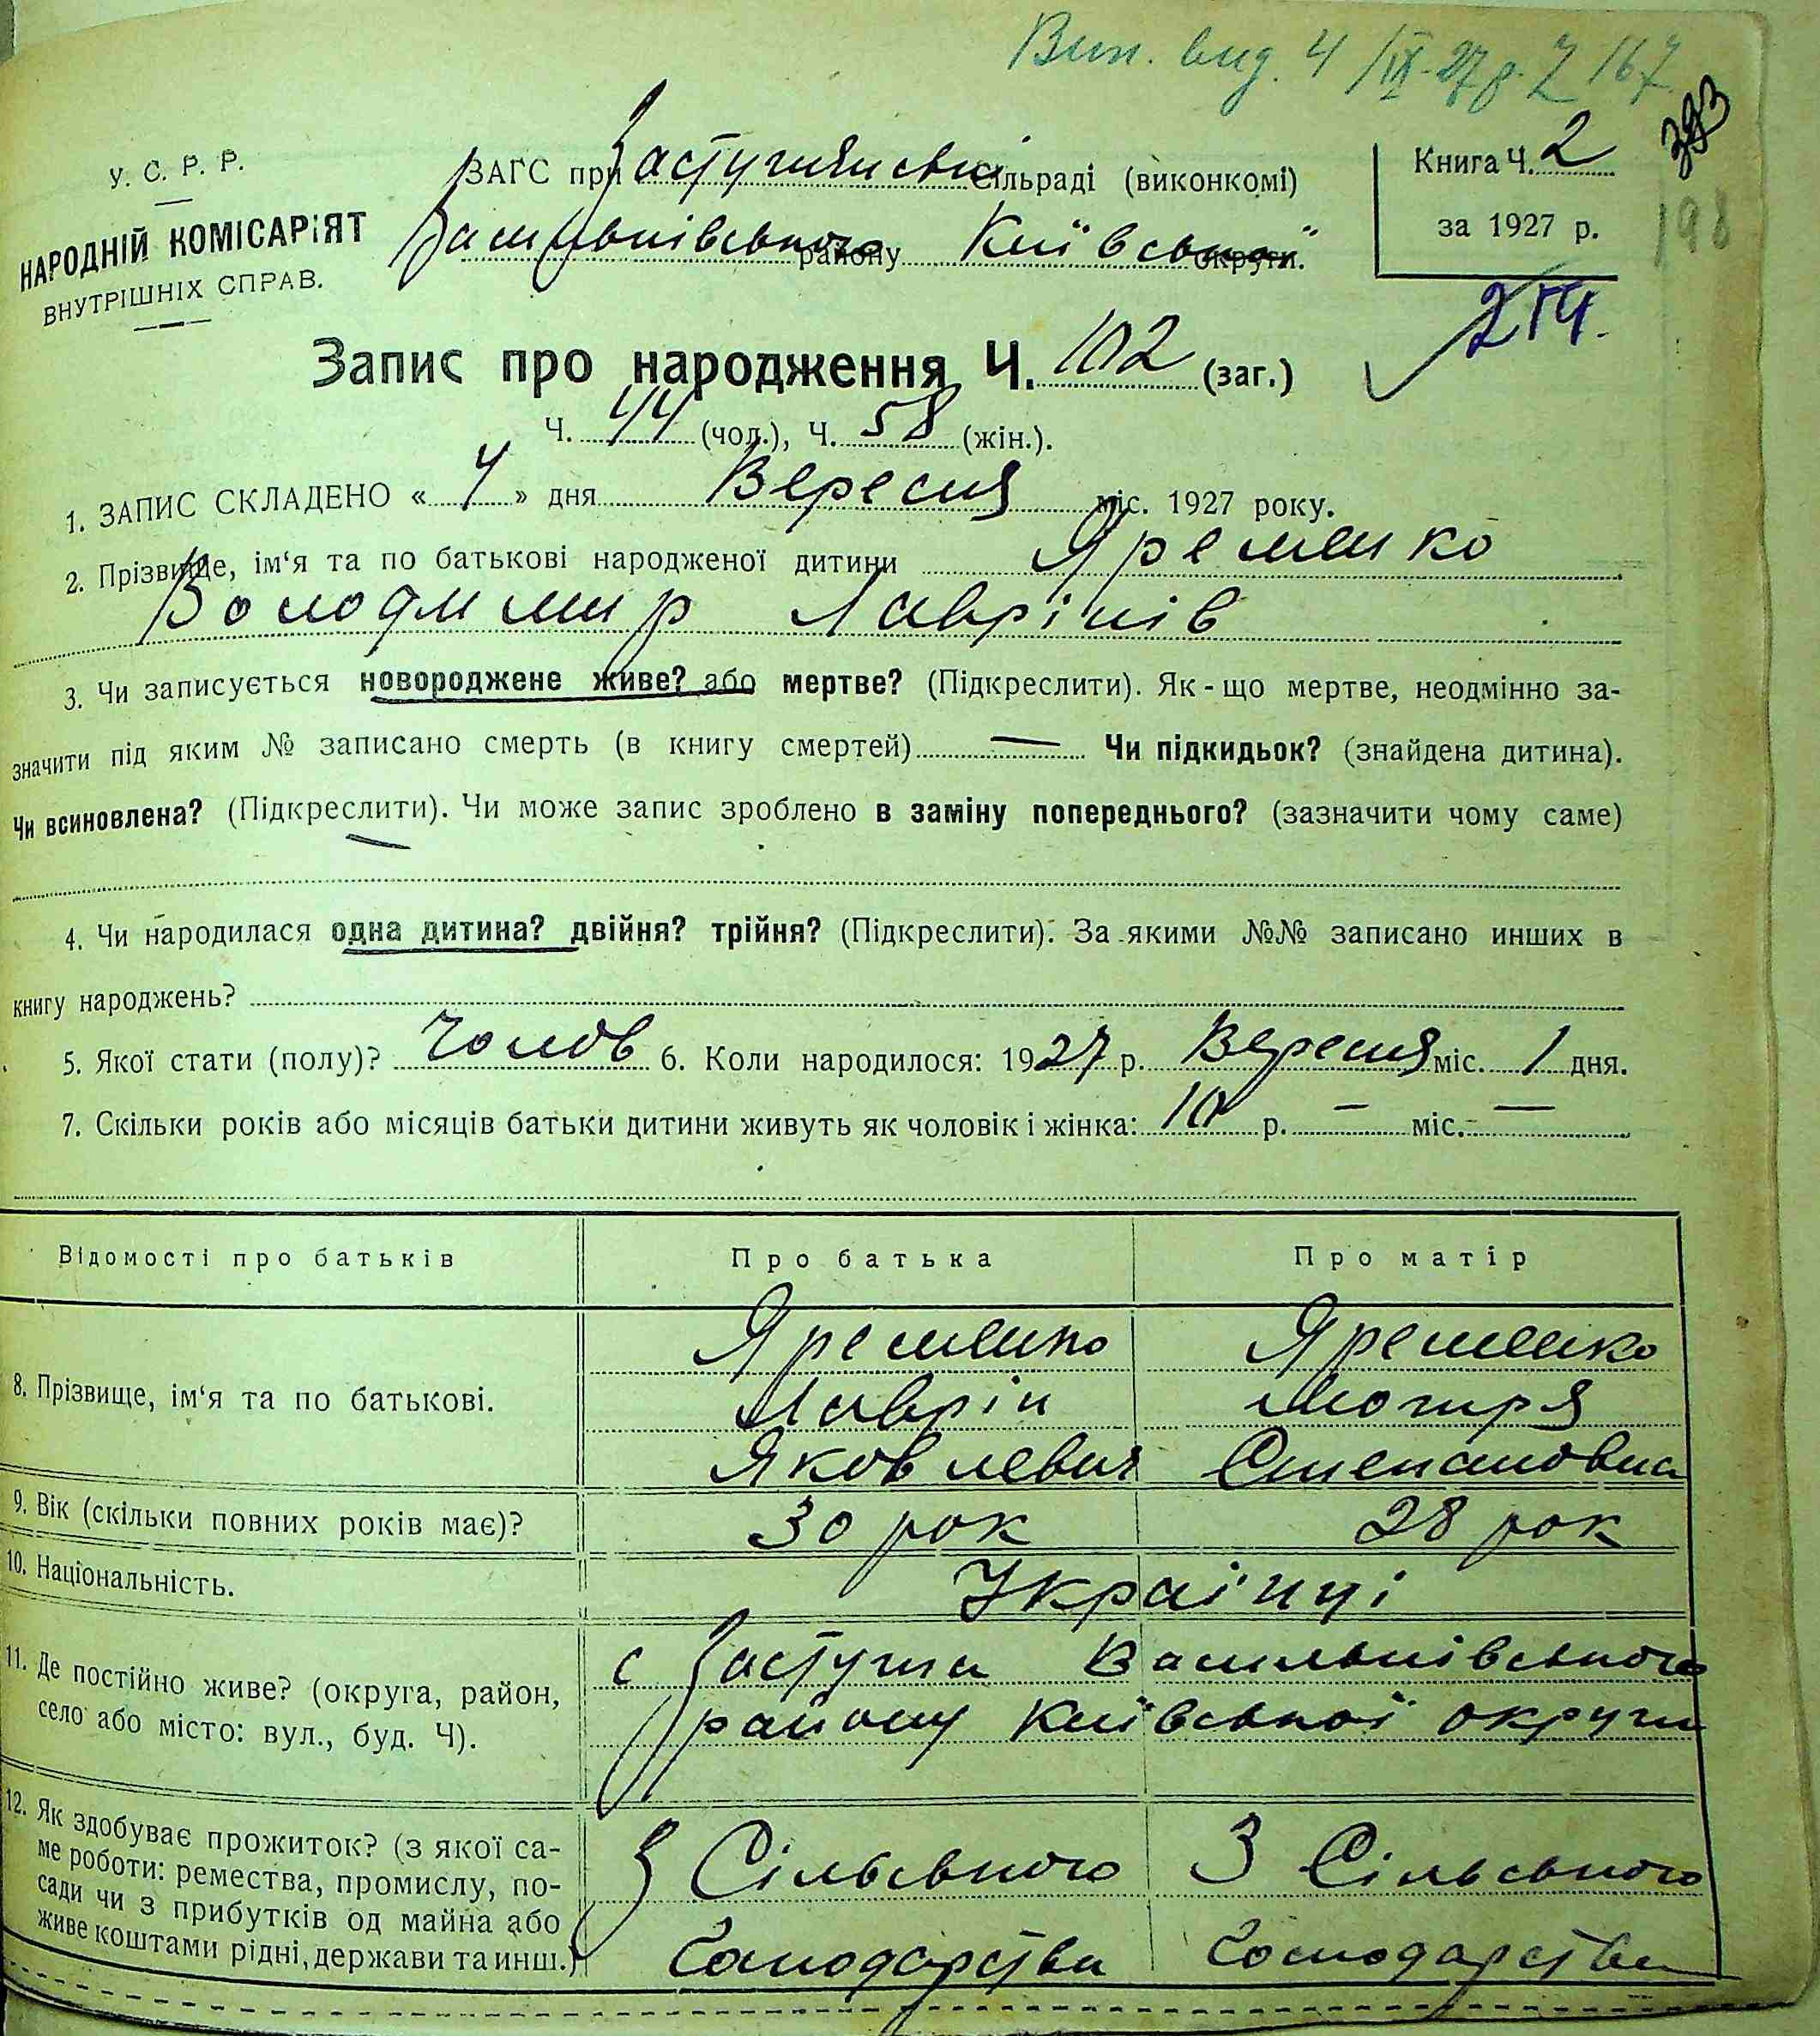 Вип. вид. 4/IX-27 р. 167
393
198
У. С. Р. Р.
НАРОДНІЙ КОМІСАРІЯТ
ВНУТРІШНІХ СПРАВ.
ЗАГС при Застугнянській Сільраді (виконкомі)
Васильківського району Київської округи.
Книга Ч. 2
за 1927 р.
Запис про народження Ч. 102 (заг.)
Ч. 44 (чол.), Ч. 58 (жін.).
1. ЗАПИС СКЛАДЕНО « 4 » дня Вересня міс. 1927 року.
2. Прізвище, ім‘я та по батькові народженої дитини Яременко
Володимир Лаврінів
3. Чи записується новороджене живе? або мертве? (Підкреслити). Як-що мертве, неодмінно за-
значити під яким № записано смерть (в книгу смертей) — Чи підкидьок? (знайдена дитина).
Чи всиновлена? (Підкреслити). Чи може запис зроблено в заміну попереднього? (зазначити чому саме)
4. Чи народилася одна дитина? двійня? трійня? (Підкреслити). За якими №№ записано инших в
книгу народжень?
5. Якої стати (полу)? Чолов 6. Коли народилося: 1927 р. Вересня міс. 1 дня.
7. Скільки років або місяців батьки дитини живуть як чоловік і жінка: 10 р. — міс. —
Відомості про батьків Про батька Про матір
8. Прізвище, ім‘я та по батькові.
Яременко Яременко
Лаврін Мотря
Яковлевич Степановна
9. Вік (скільки повних років має)? 30 рок 28 рок
10. Національність. Українці
11. Де постійно живе? (округа, район,
село або місто: вул., буд. Ч).
с Застугна Васильківського
району Київської округи
12. Як здобуває прожиток? (з якої са-
ме роботи: ремества, промислу, по-
сади чи з прибутків од майна або
живе коштами рідні, держави та инш.)
З Сільського З Сільського
Господарства Господарства